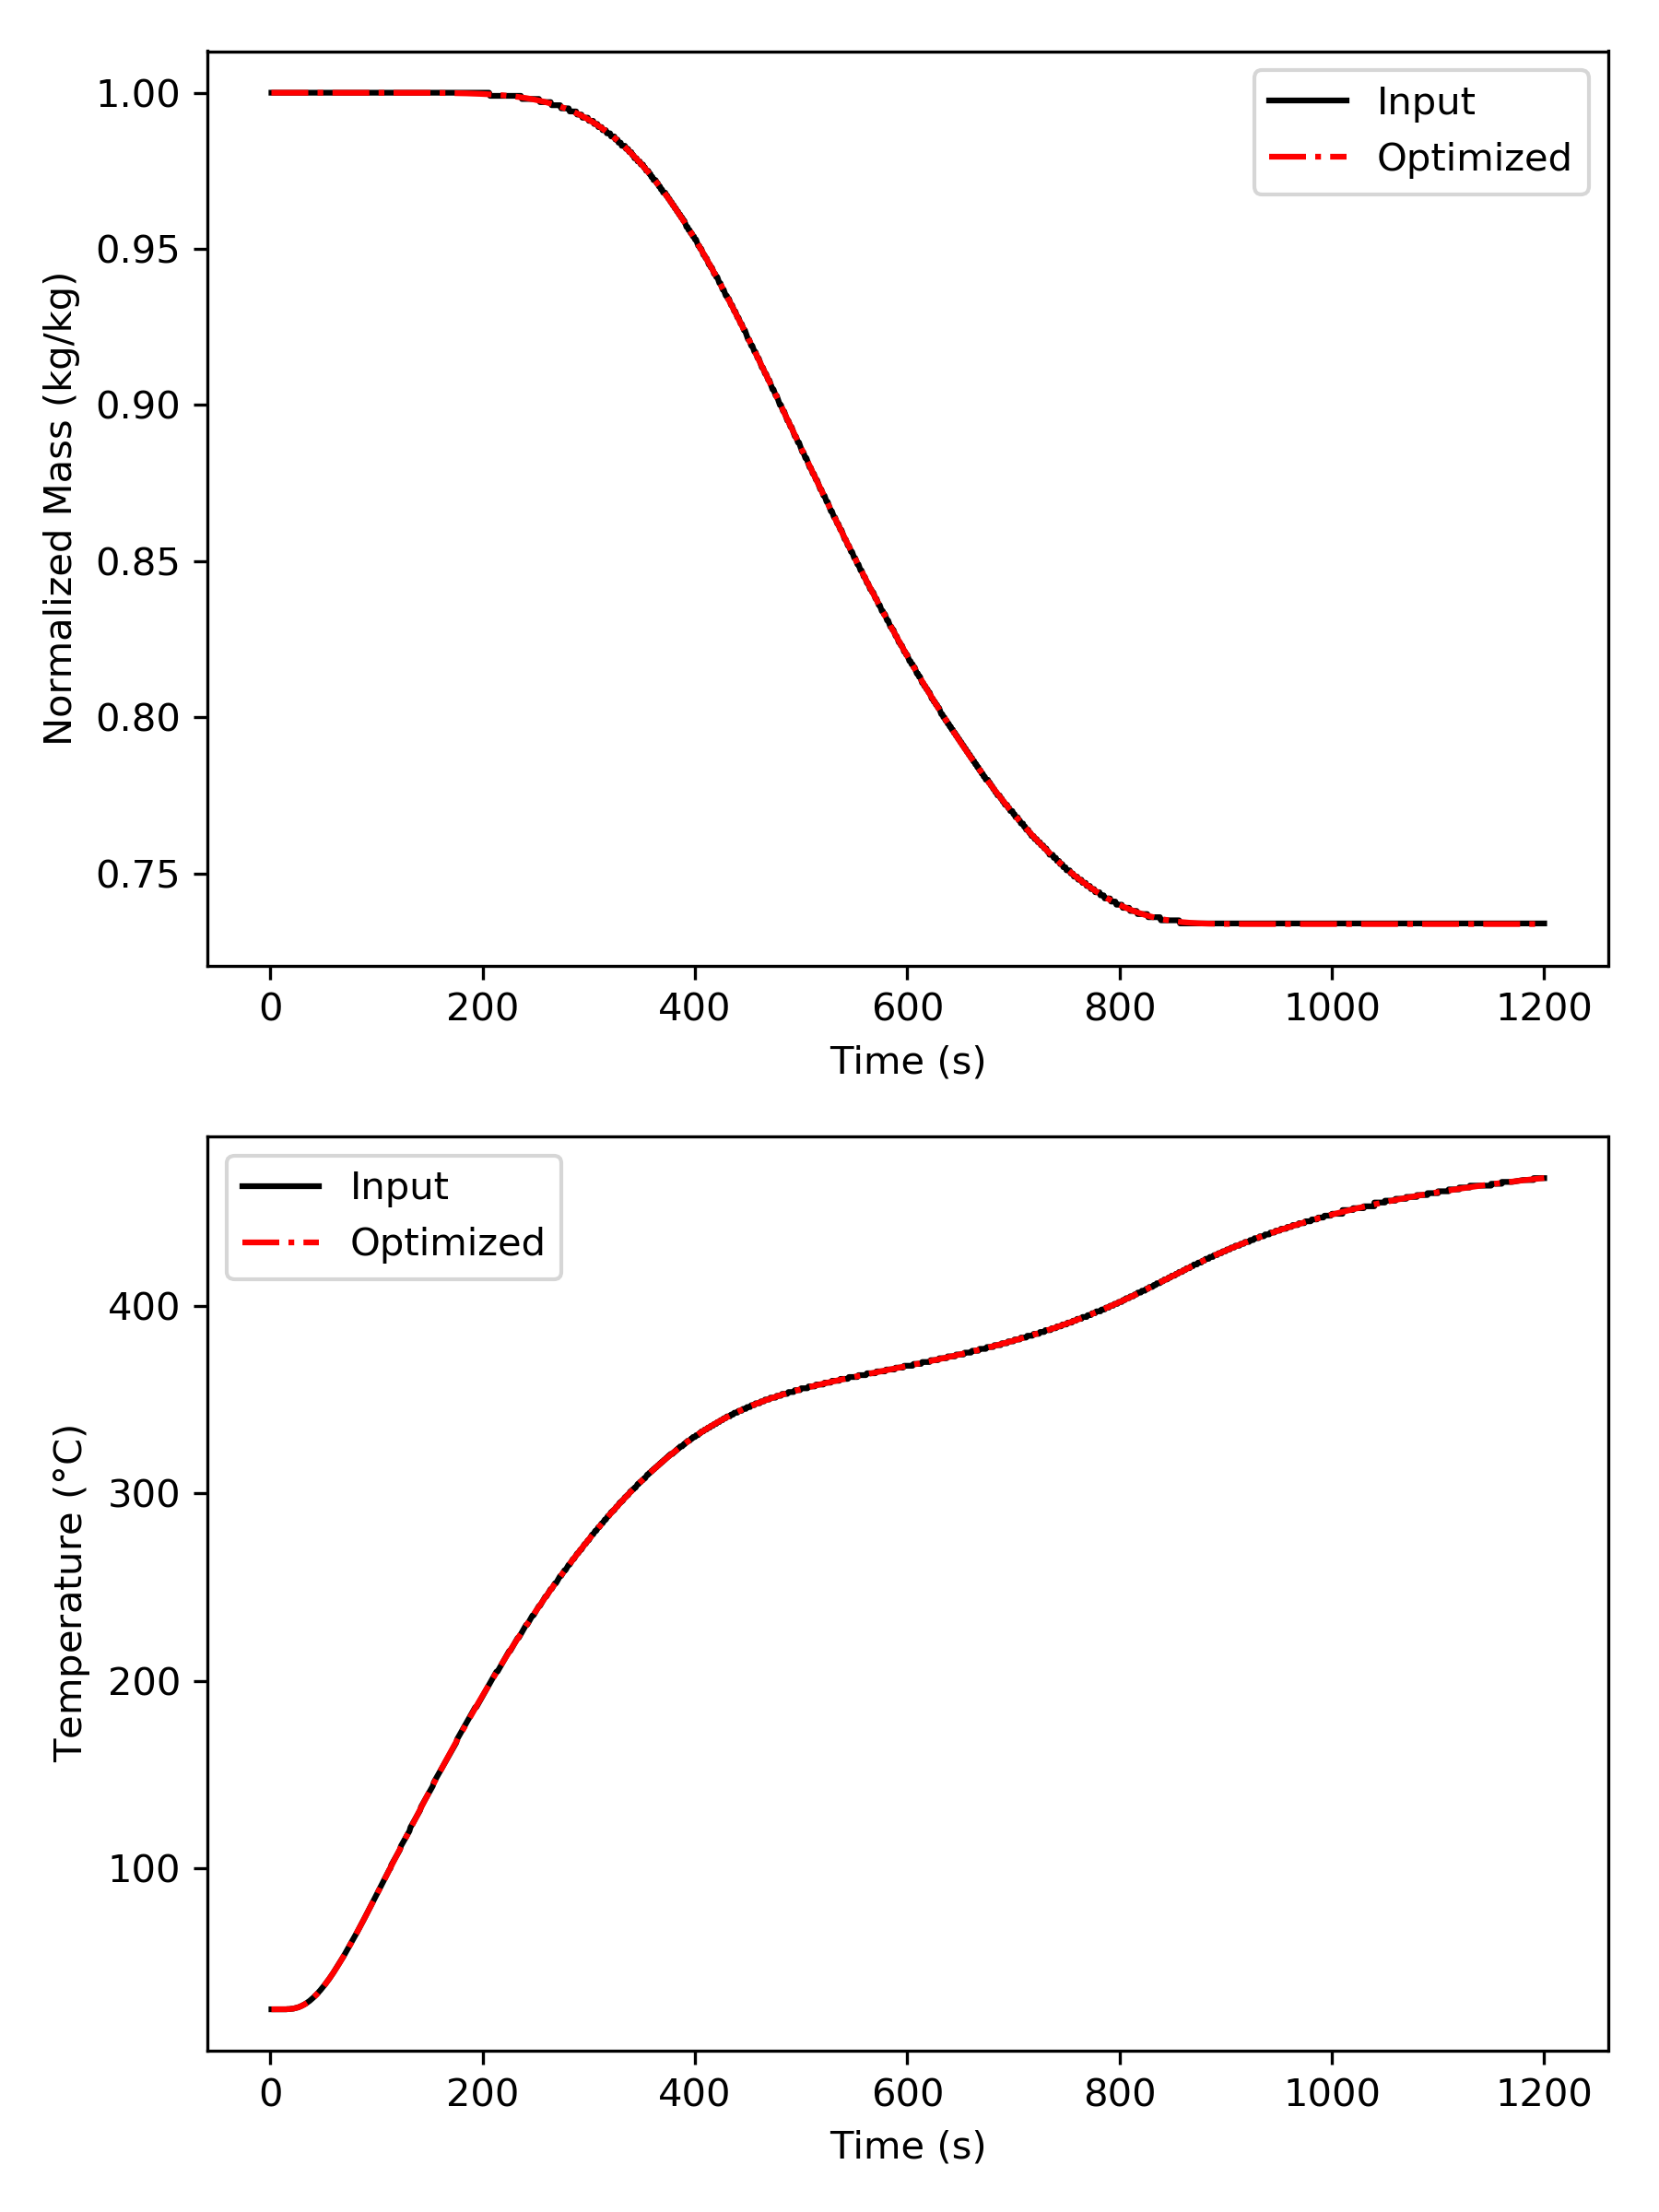 1.00
0.95
0.90
0.85
0.80
0.75
Normalized Mass (kg/kg)
Input
Optimized
0 200 400 600 800 1000 1200
Time (s)
Input
Optimized
400
300
200
100
Temperature (°C)
0 200 400 600 800 1000 1200
Time (s)